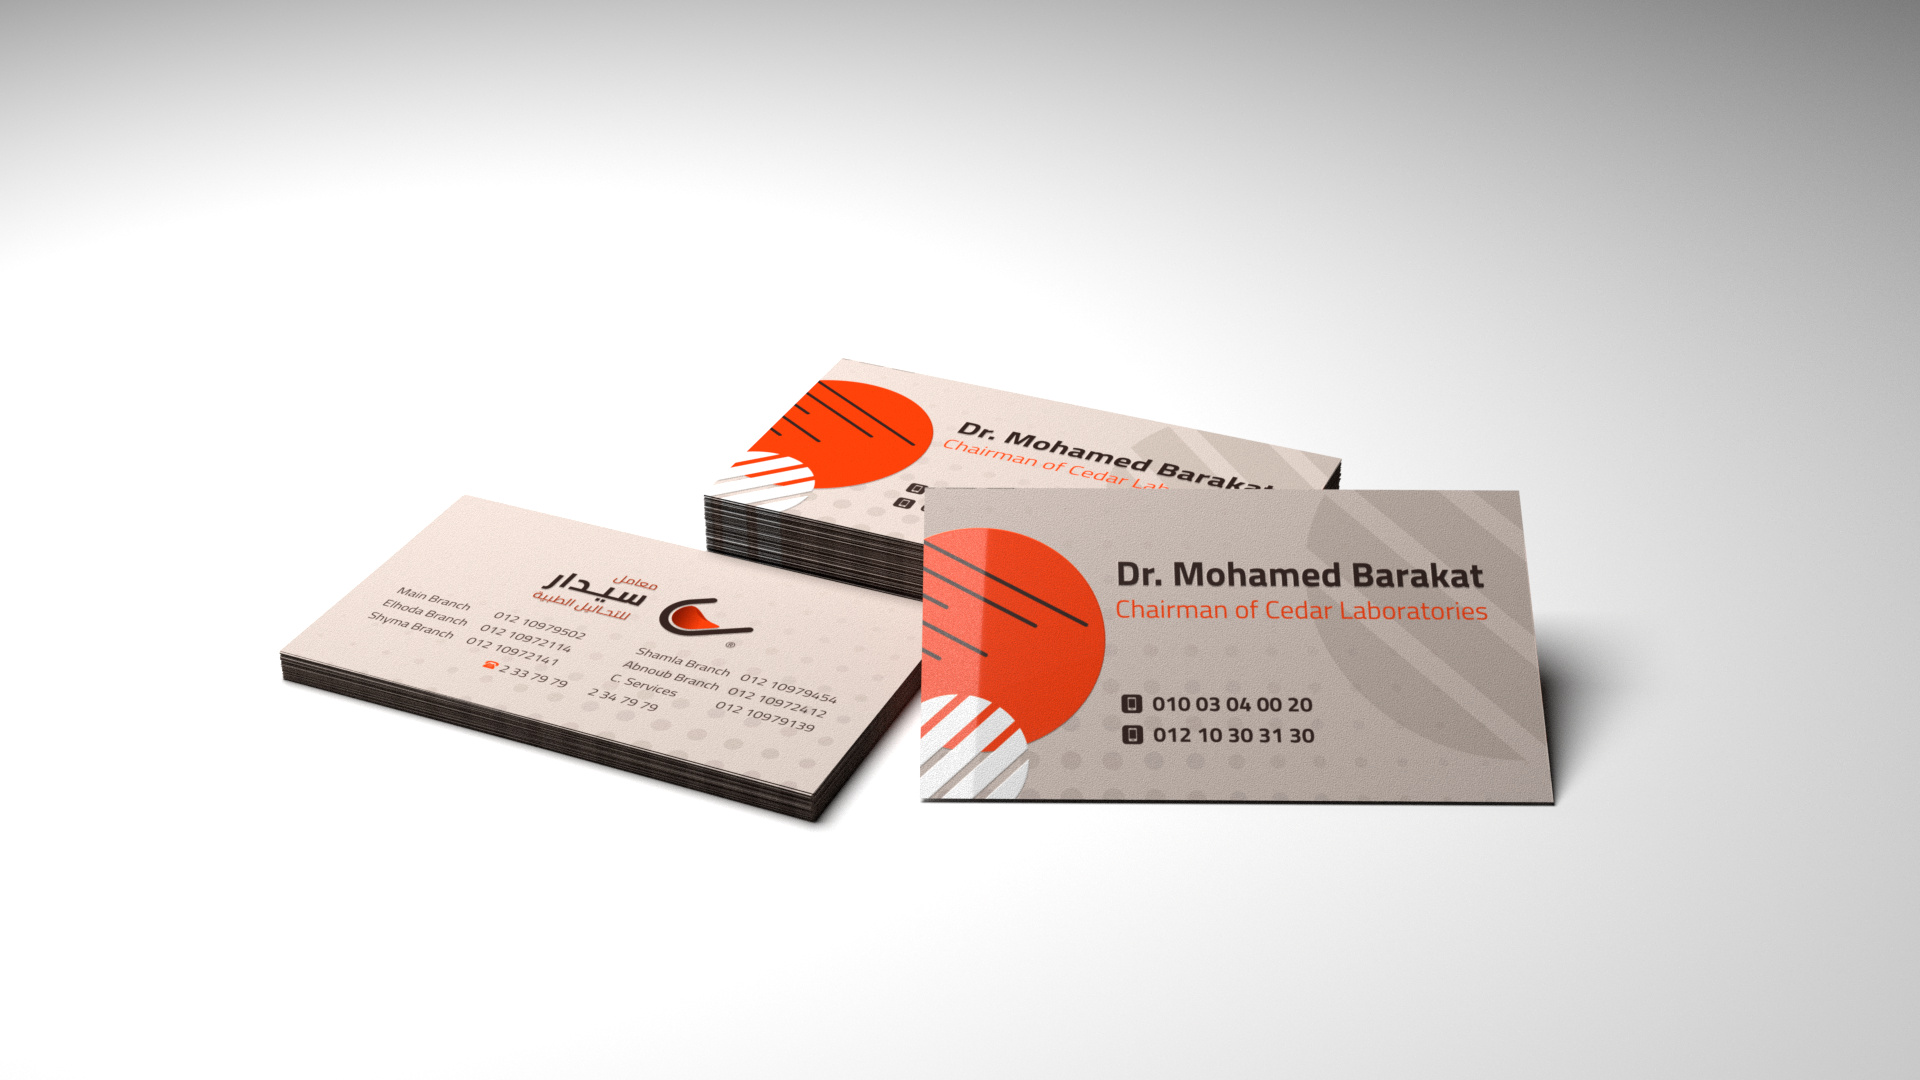 Dr. Mohamed Barakat
Chairman of Cedar Lab
Dr. Mohamed Barakat
Chairman of Cedar Laboratories
010 03 04 00 20
012 10 30 31 30
معامل
سيدار
للتحاليل الطبية
®
Main Branch 012 10979502
Elhoda Branch 012 10972114
Shyma Branch 012 10972141
Shamla Branch 012 10979454
Abnoub Branch 012 10972412
C. Services 012 10979139
2 33 79 79 2 34 79 79